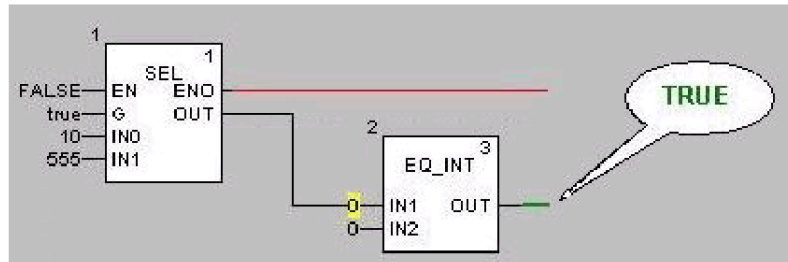 1
1
SEL
FALSE EN ENO
true G OUT
10 IN0
555 IN1
TRUE
2
3
EQ_INT
0 IN1 OUT
0 IN2